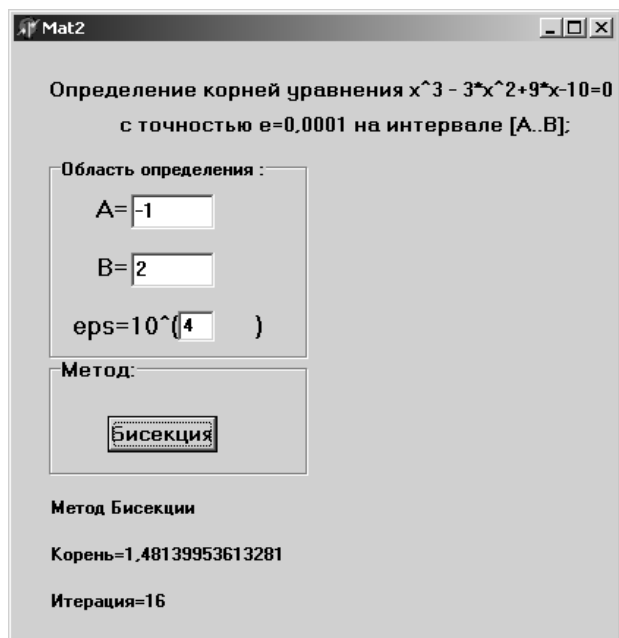 Mat2
Определение корней уравнения x^3 - 3*x^2+9*x-10=0
с точностью e=0,0001 на интервале [A..B];
Область определения :
A= -1
B= 2
eps=10^( 4 )
Метод:
Бисекция
Метод Бисекции
Корень=1,48139953613281
Итерация=16